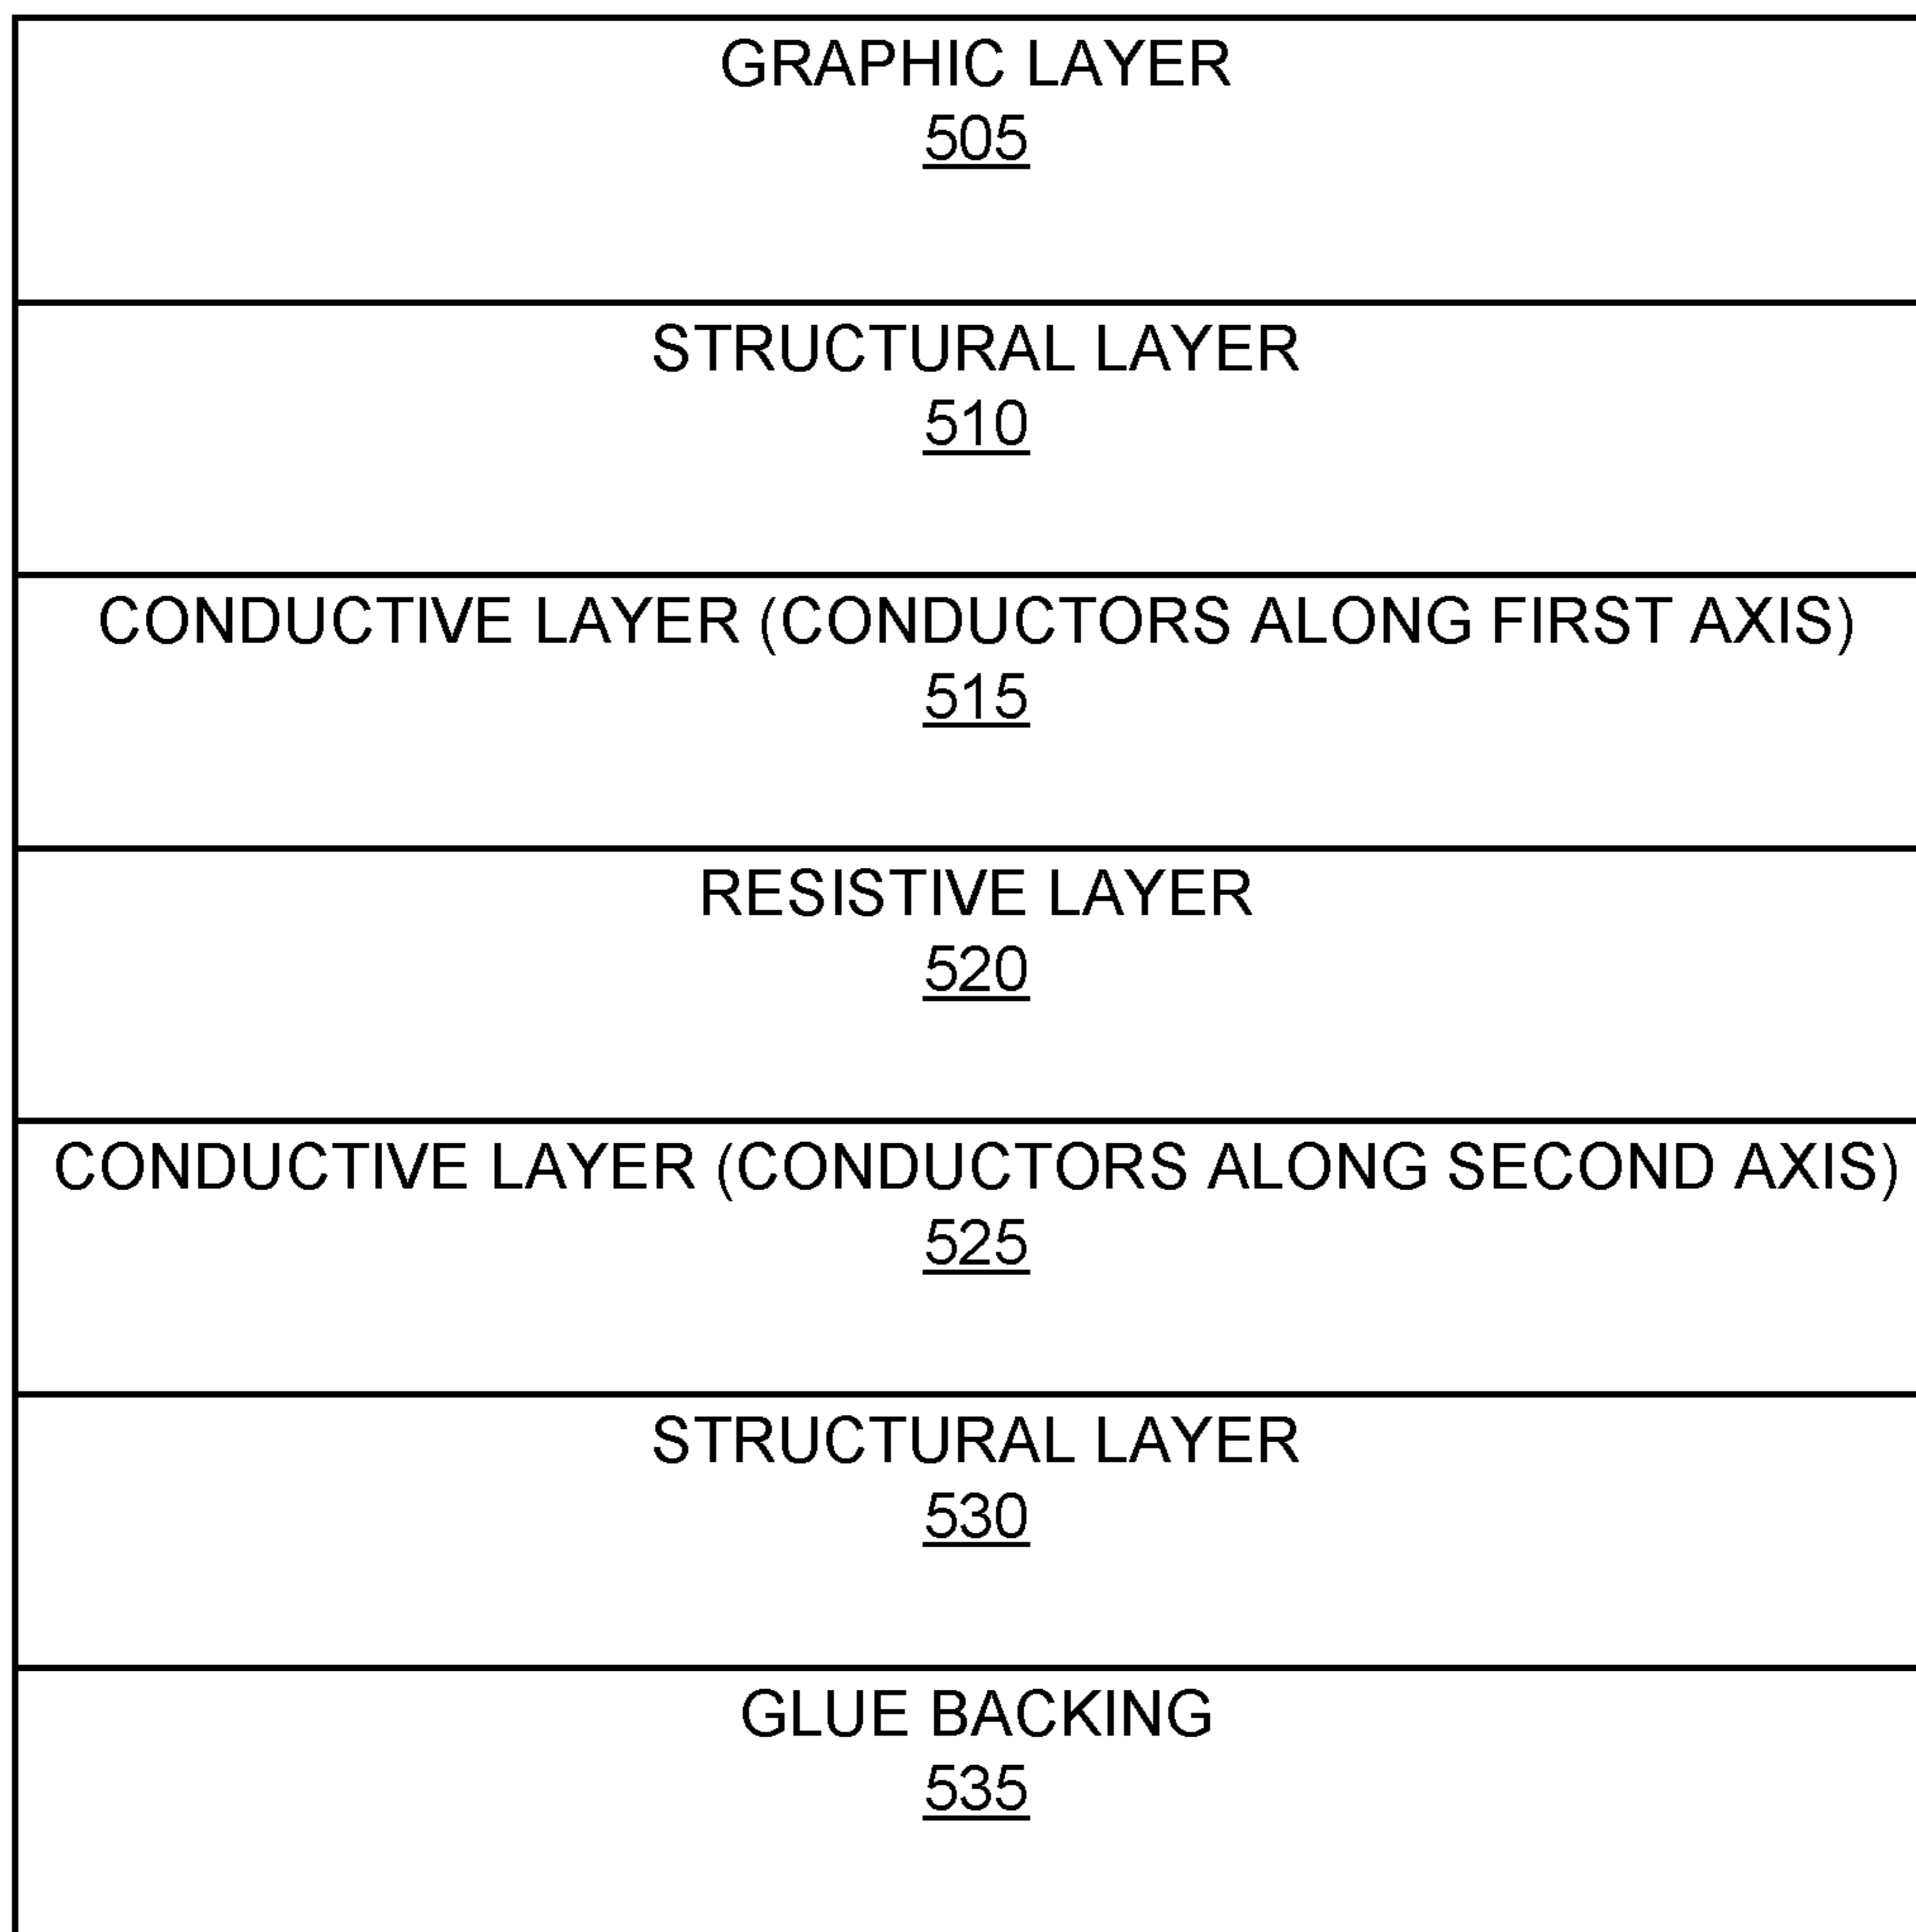 GRAPHIC LAYER
505
STRUCTURAL LAYER
510
CONDUCTIVE LAYER (CONDUCTORS ALONG FIRST AXIS)
515
RESISTIVE LAYER
520
CONDUCTIVE LAYER (CONDUCTORS ALONG SECOND AXIS)
525
STRUCTURAL LAYER
530
GLUE BACKING
535